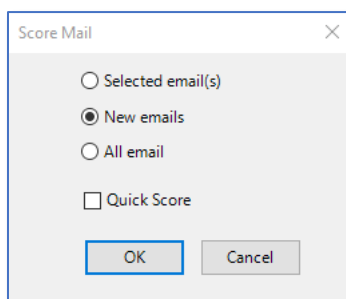 Score Mail
Selected email(s)
New emails
All email
Quick Score
OK Cancel